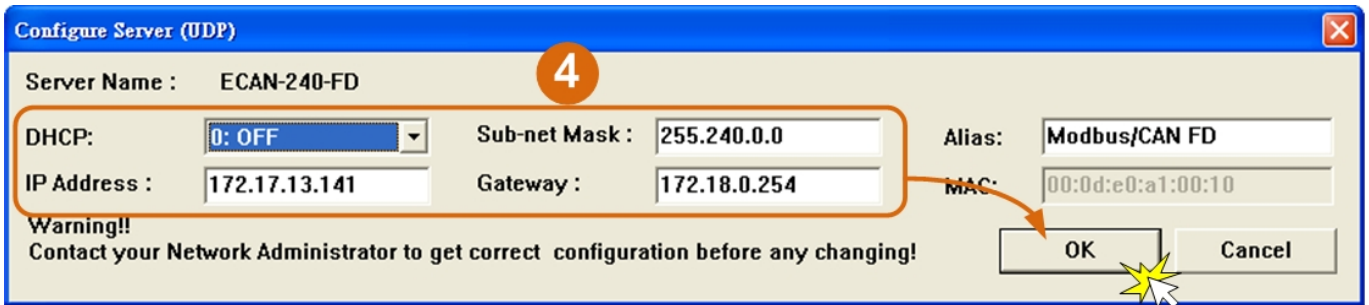 Configure Server (UDP)
Server Name : ECAN-240-FD
4
DHCP: 0: OFF Sub-net Mask : 255.240.0.0 Alias: Modbus/CAN FD
IP Address : 172.17.13.141 Gateway : 172.18.0.254 MAC: 00:0d:e0:a1:00:10
Warning!!
Contact your Network Administrator to get correct configuration before any changing!
OK Cancel